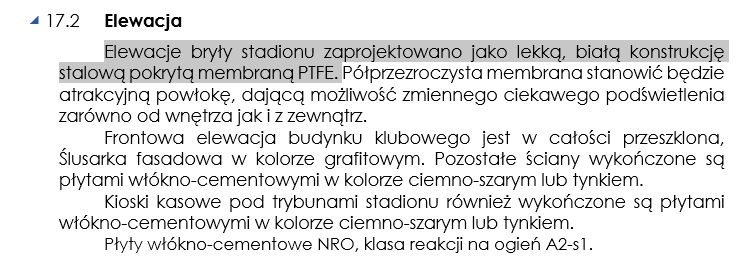 17.2 Elewacja
Elewacje bryły stadionu zaprojektowano jako lekką, białą konstrukcję
stalową pokrytą membraną PTFE. Półprzezroczysta membrana stanowić będzie
atrakcyjną powłokę, dającą możliwość zmiennego ciekawego podświetlenia
zarówno od wnętrza jak i z zewnątrz.
Frontowa elewacja budynku klubowego jest w całości przeszklona,
Ślusarka fasadowa w kolorze grafitowym. Pozostałe ściany wykończone są
płytami włókno-cementowymi w kolorze ciemno-szarym lub tynkiem.
Kioski kasowe pod trybunami stadionu również wykończone są płytami
włókno-cementowymi w kolorze ciemno-szarym lub tynkiem.
Płyty włókno-cementowe NRO, klasa reakcji na ogień A2-s1.